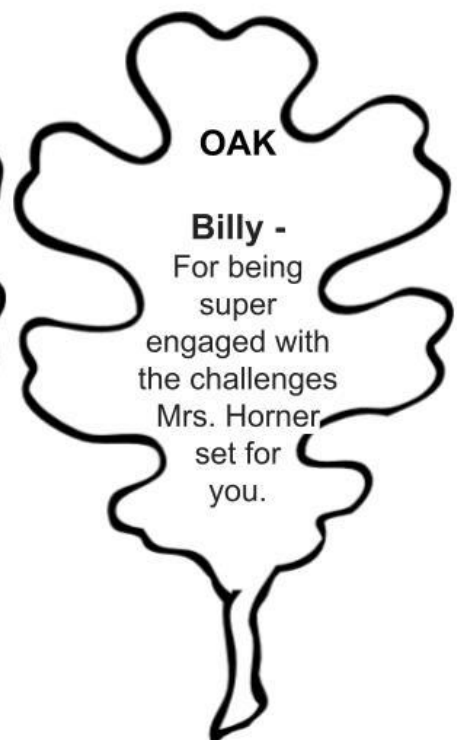 OAK
Billy -
For being
super
engaged with
the challenges
Mrs. Horner
set for
you.